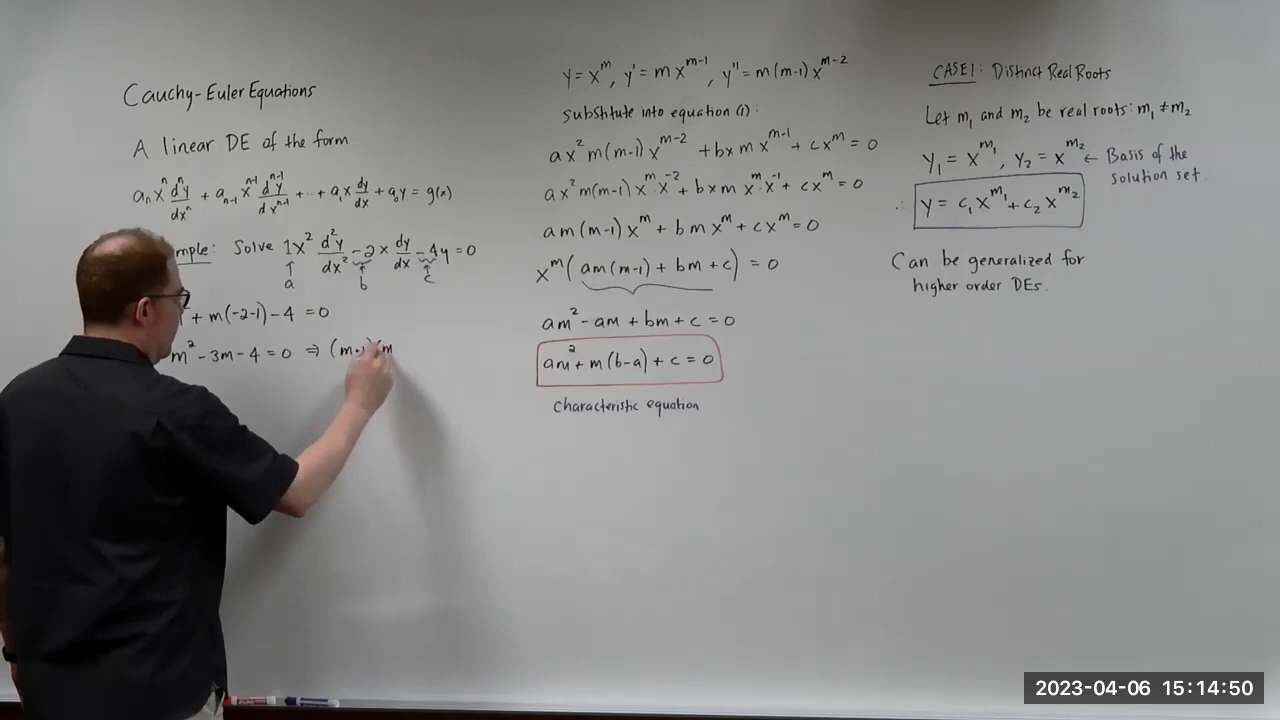 Cauchy-Euler Equations
A linear DE of the form
aₙxⁿ dⁿy/dxⁿ + aₙ₋₁xⁿ⁻¹ dⁿ⁻¹y/dxⁿ⁻¹ + ... + a₁x dy/dx + a₀y = g(x)
mple: Solve 1x² d²y/dx² - 2x dy/dx - 4y = 0
a b c
² + m(-2-1) - 4 = 0
m² - 3m - 4 = 0 ⇒ (m (m
y = xᵐ, y' = mxᵐ⁻¹, y'' = m(m-1)xᵐ⁻²
substitute into equation (1):
ax²m(m-1)xᵐ⁻² + bxmxᵐ⁻¹ + cxᵐ = 0
ax²m(m-1)xᵐ·x⁻² + bxmxᵐ·x⁻¹ + cxᵐ = 0
am(m-1)xᵐ + bmxᵐ + cxᵐ = 0
xᵐ(am(m-1) + bm + c) = 0
am² - am + bm + c = 0
am² + m(b-a) + c = 0
characteristic equation
CASE 1: Distinct Real Roots
Let m₁ and m₂ be real roots: m₁ ≠ m₂
y₁ = x^m₁, y₂ = x^m₂ ← Basis of the
solution set.
∴ y = c₁x^m₁ + c₂x^m₂
Can be generalized for
higher order DEs.
2023-04-06 15:14:50